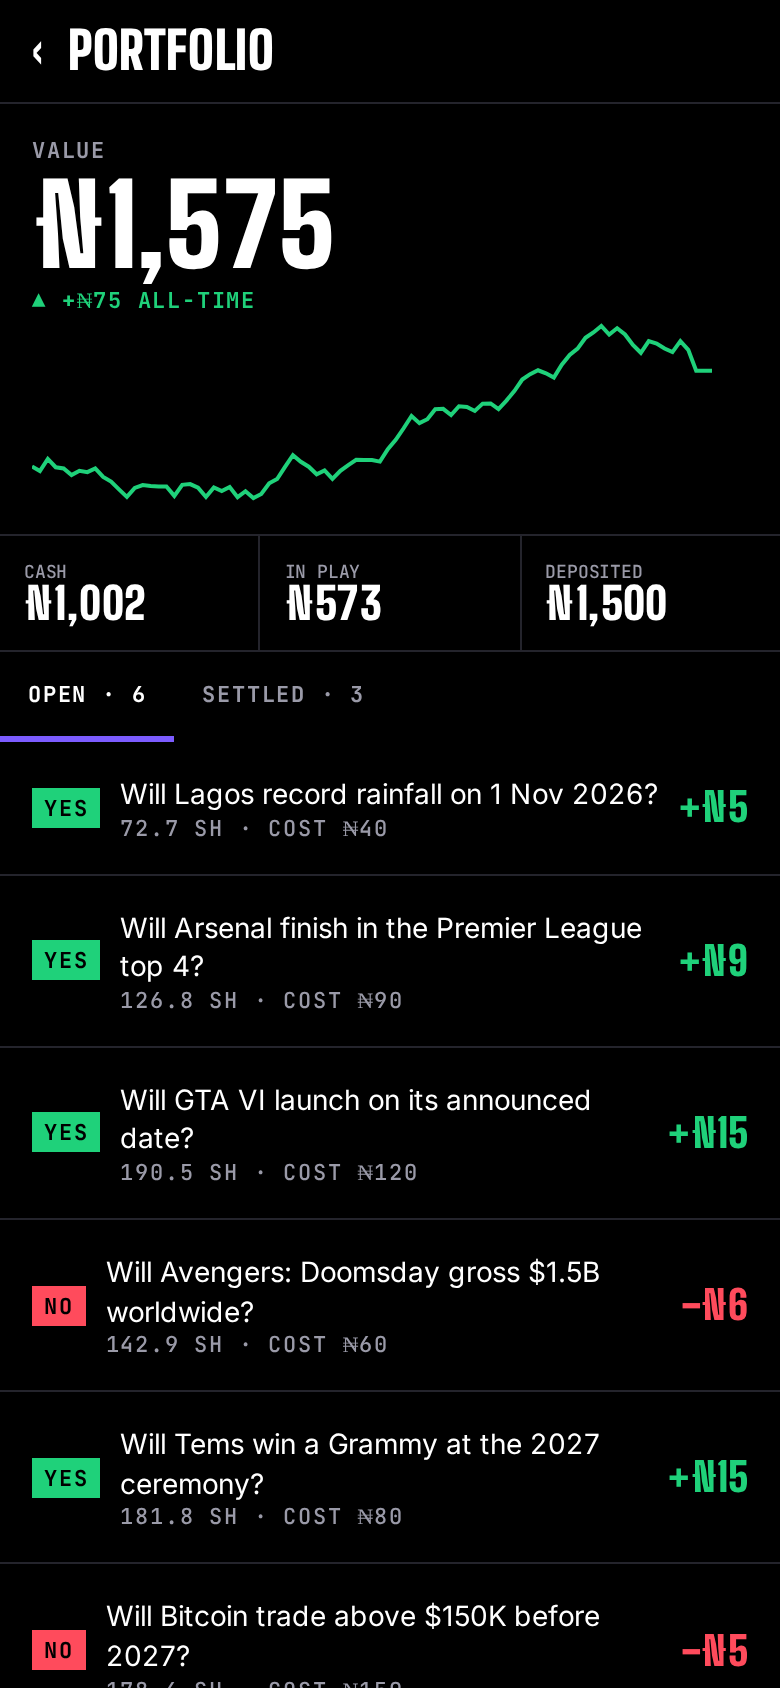 ‹ PORTFOLIO
VALUE
₦1,575
▲ +₦75 ALL-TIME
CASH
₦1,002
IN PLAY
₦573
DEPOSITED
₦1,500
OPEN · 6
SETTLED · 3
YES
Will Lagos record rainfall on 1 Nov 2026?
72.7 SH · COST ₦40
+₦5
YES
Will Arsenal finish in the Premier League
top 4?
126.8 SH · COST ₦90
+₦9
YES
Will GTA VI launch on its announced
date?
190.5 SH · COST ₦120
+₦15
NO
Will Avengers: Doomsday gross $1.5B
worldwide?
142.9 SH · COST ₦60
−₦6
YES
Will Tems win a Grammy at the 2027
ceremony?
181.8 SH · COST ₦80
+₦15
NO
Will Bitcoin trade above $150K before
2027?
SH · COST ₦150
−₦5